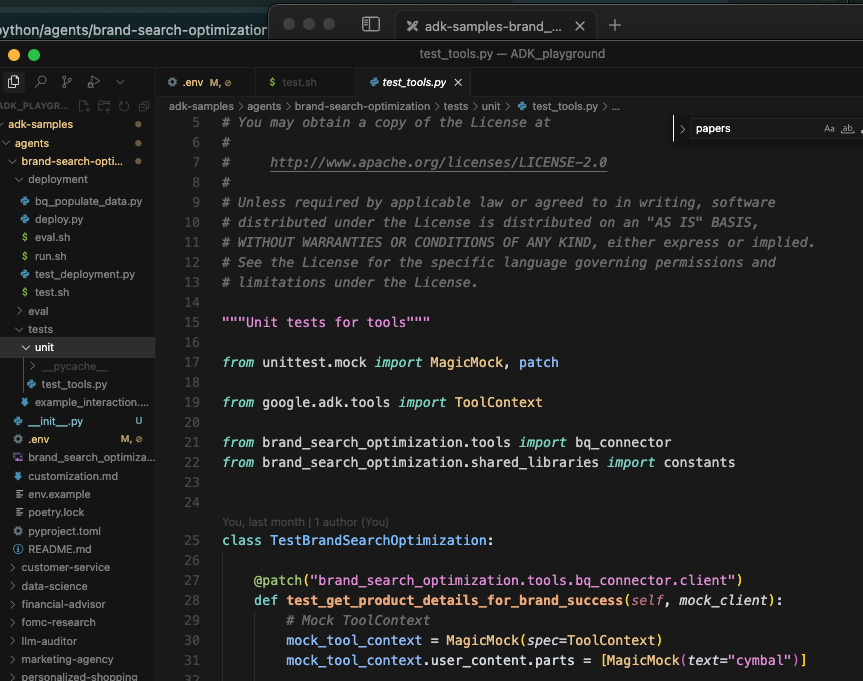 python/agents/brand-search-optimization
adk-samples-brand_...
test_tools.py — ADK_playground
.env M,
test.sh
test_tools.py
ADK_PLAYGR...
adk-samples > agents > brand-search-optimization > tests > unit > test_tools.py > ...
papers
Aa ab
adk-samples
agents
brand-search-opti...
deployment
bq_populate_data.py
deploy.py
$ eval.sh
$ run.sh
test_deployment.py
$ test.sh
eval
tests
unit
__pycache__
test_tools.py
example_interaction....
__init__.py U
.env M,
brand_search_optimiza...
customization.md
env.example
poetry.lock
pyproject.toml
README.md
customer-service
data-science
financial-advisor
fomc-research
llm-auditor
marketing-agency
personalized-shopping
5 # You may obtain a copy of the License at
6 #
7 #     http://www.apache.org/licenses/LICENSE-2.0
8 #
9 # Unless required by applicable law or agreed to in writing, software
10 # distributed under the License is distributed on an "AS IS" BASIS,
11 # WITHOUT WARRANTIES OR CONDITIONS OF ANY KIND, either express or implied.
12 # See the License for the specific language governing permissions and
13 # limitations under the License.
14
15 """Unit tests for tools"""
16
17 from unittest.mock import MagicMock, patch
18
19 from google.adk.tools import ToolContext
20
21 from brand_search_optimization.tools import bq_connector
22 from brand_search_optimization.shared_libraries import constants
23
24
You, last month | 1 author (You)
25 class TestBrandSearchOptimization:
26
27     @patch("brand_search_optimization.tools.bq_connector.client")
28     def test_get_product_details_for_brand_success(self, mock_client):
29         # Mock ToolContext
30         mock_tool_context = MagicMock(spec=ToolContext)
31         mock_tool_context.user_content.parts = [MagicMock(text="cymbal")]
32